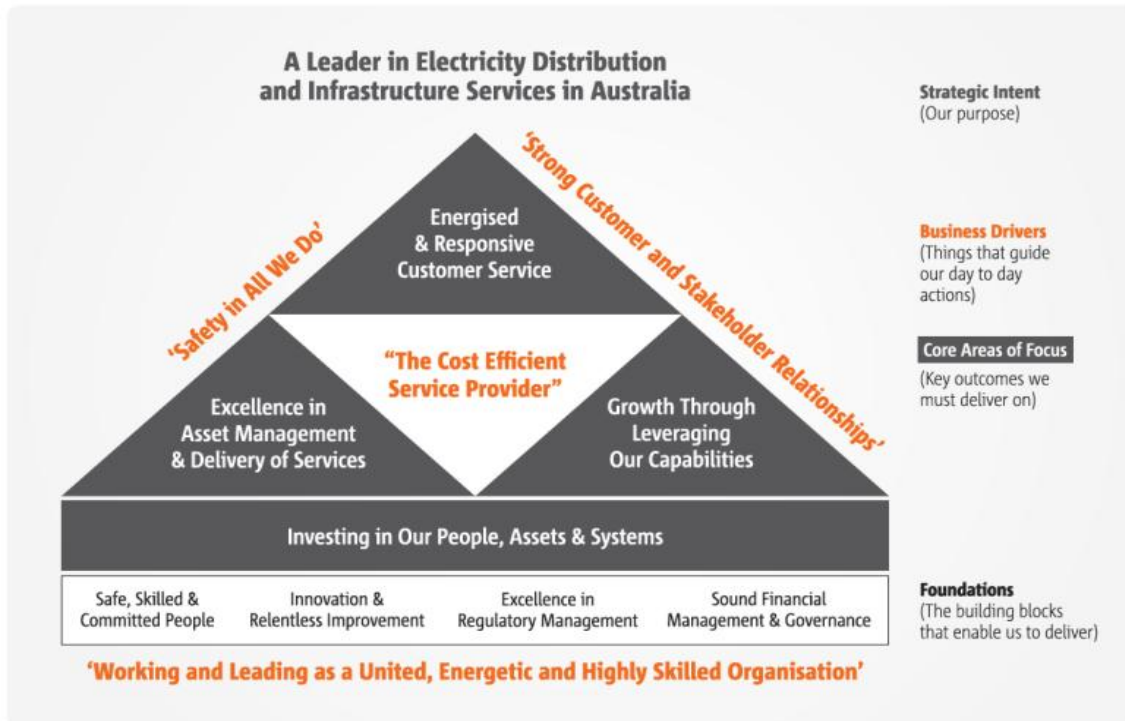 A Leader in Electricity Distribution
and Infrastructure Services in Australia
Strategic Intent
(Our purpose)
'Safety in All We Do'
'Strong Customer and Stakeholder Relationships'
Energised
& Responsive
Customer Service
Business Drivers
(Things that guide
our day to day
actions)
"The Cost Efficient
Service Provider"
Core Areas of Focus
(Key outcomes we
must deliver on)
Excellence in
Asset Management
& Delivery of Services
Growth Through
Leveraging
Our Capabilities
Investing in Our People, Assets & Systems
Safe, Skilled &
Committed People
Innovation &
Relentless Improvement
Excellence in
Regulatory Management
Sound Financial
Management & Governance
Foundations
(The building blocks
that enable us to deliver)
'Working and Leading as a United, Energetic and Highly Skilled Organisation'